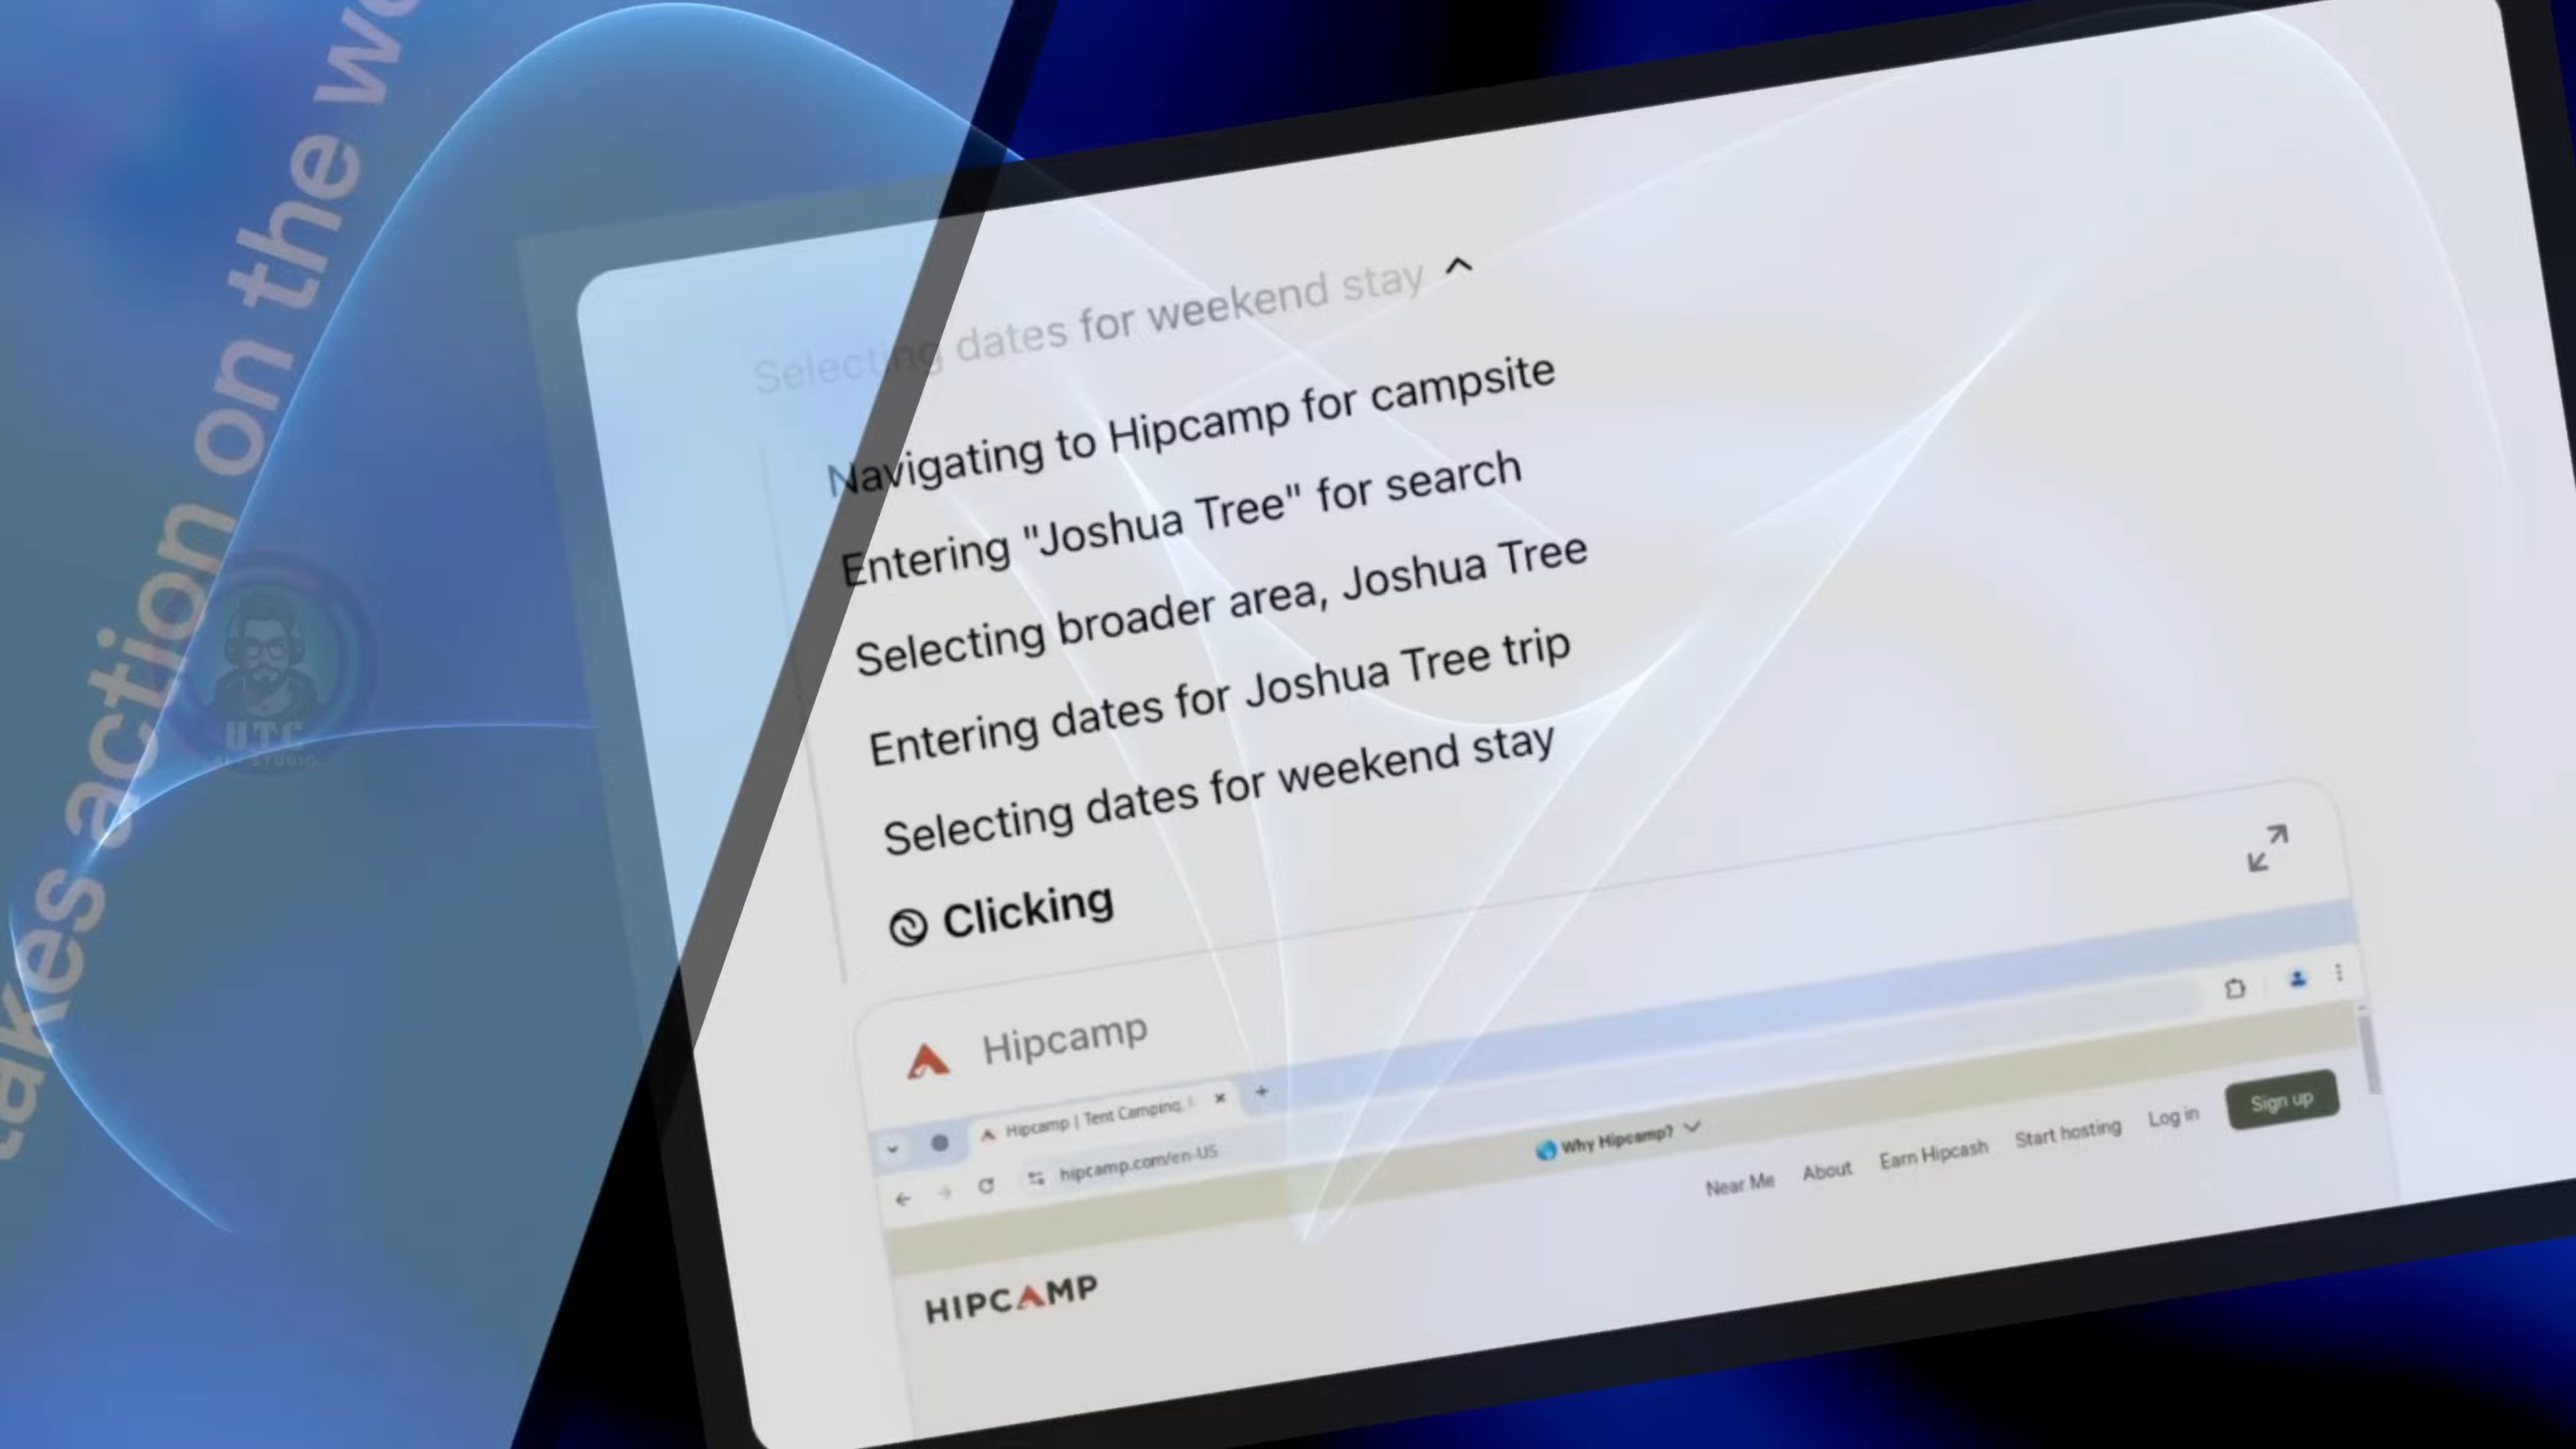 takes action on the
UTC
Selecting dates for weekend stay
Navigating to Hipcamp for campsite
Entering "Joshua Tree" for search
Selecting broader area, Joshua Tree
Entering dates for Joshua Tree trip
Selecting dates for weekend stay
Clicking
Hipcamp
Hipcamp | Tent Camping,
hipcamp.com/en-US
Why Hipcamp?
Near Me About Earn Hipcash Start hosting Log in Sign up
HIPCAMP